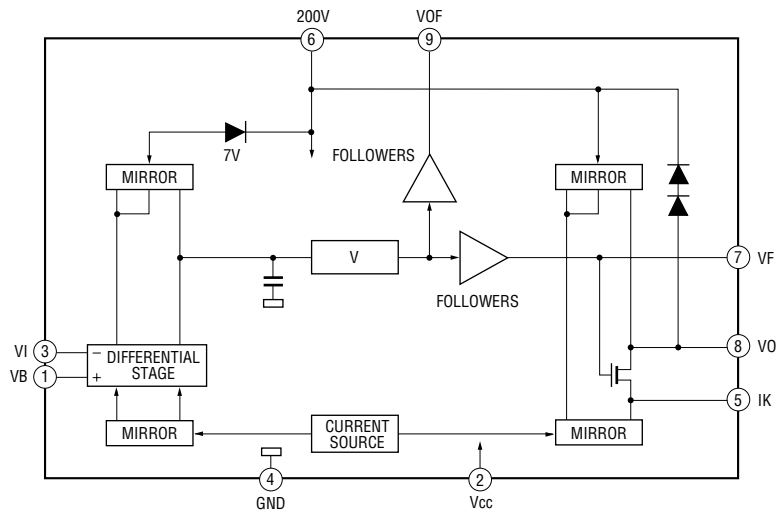 200V
VOF
6
9
FOLLOWERS
7V
MIRROR
MIRROR
V
7
VF
FOLLOWERS
VI
3
–
DIFFERENTIAL
STAGE
8
VO
VB
1
+
5
IK
MIRROR
CURRENT
SOURCE
MIRROR
4
2
GND
Vcc